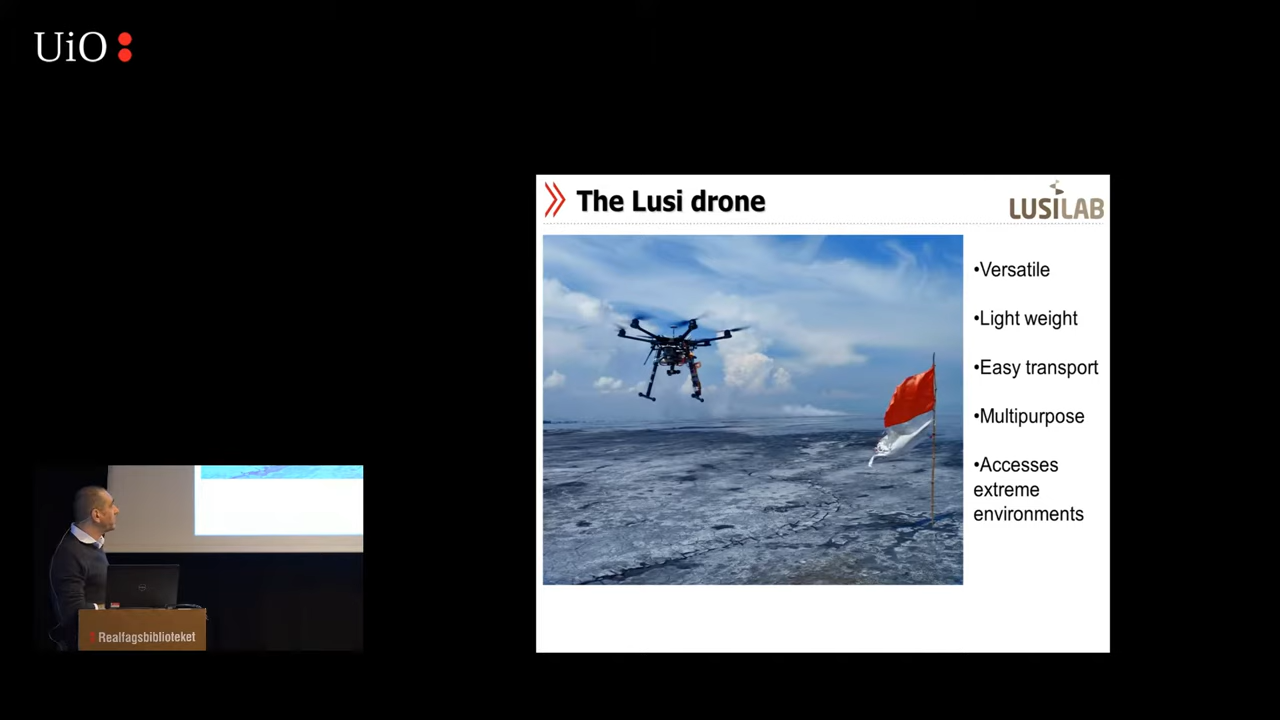 UiO:
The Lusi drone
LUSILAB
•Versatile
•Light weight
•Easy transport
•Multipurpose
•Accesses
extreme
environments
Realfagsbiblioteket